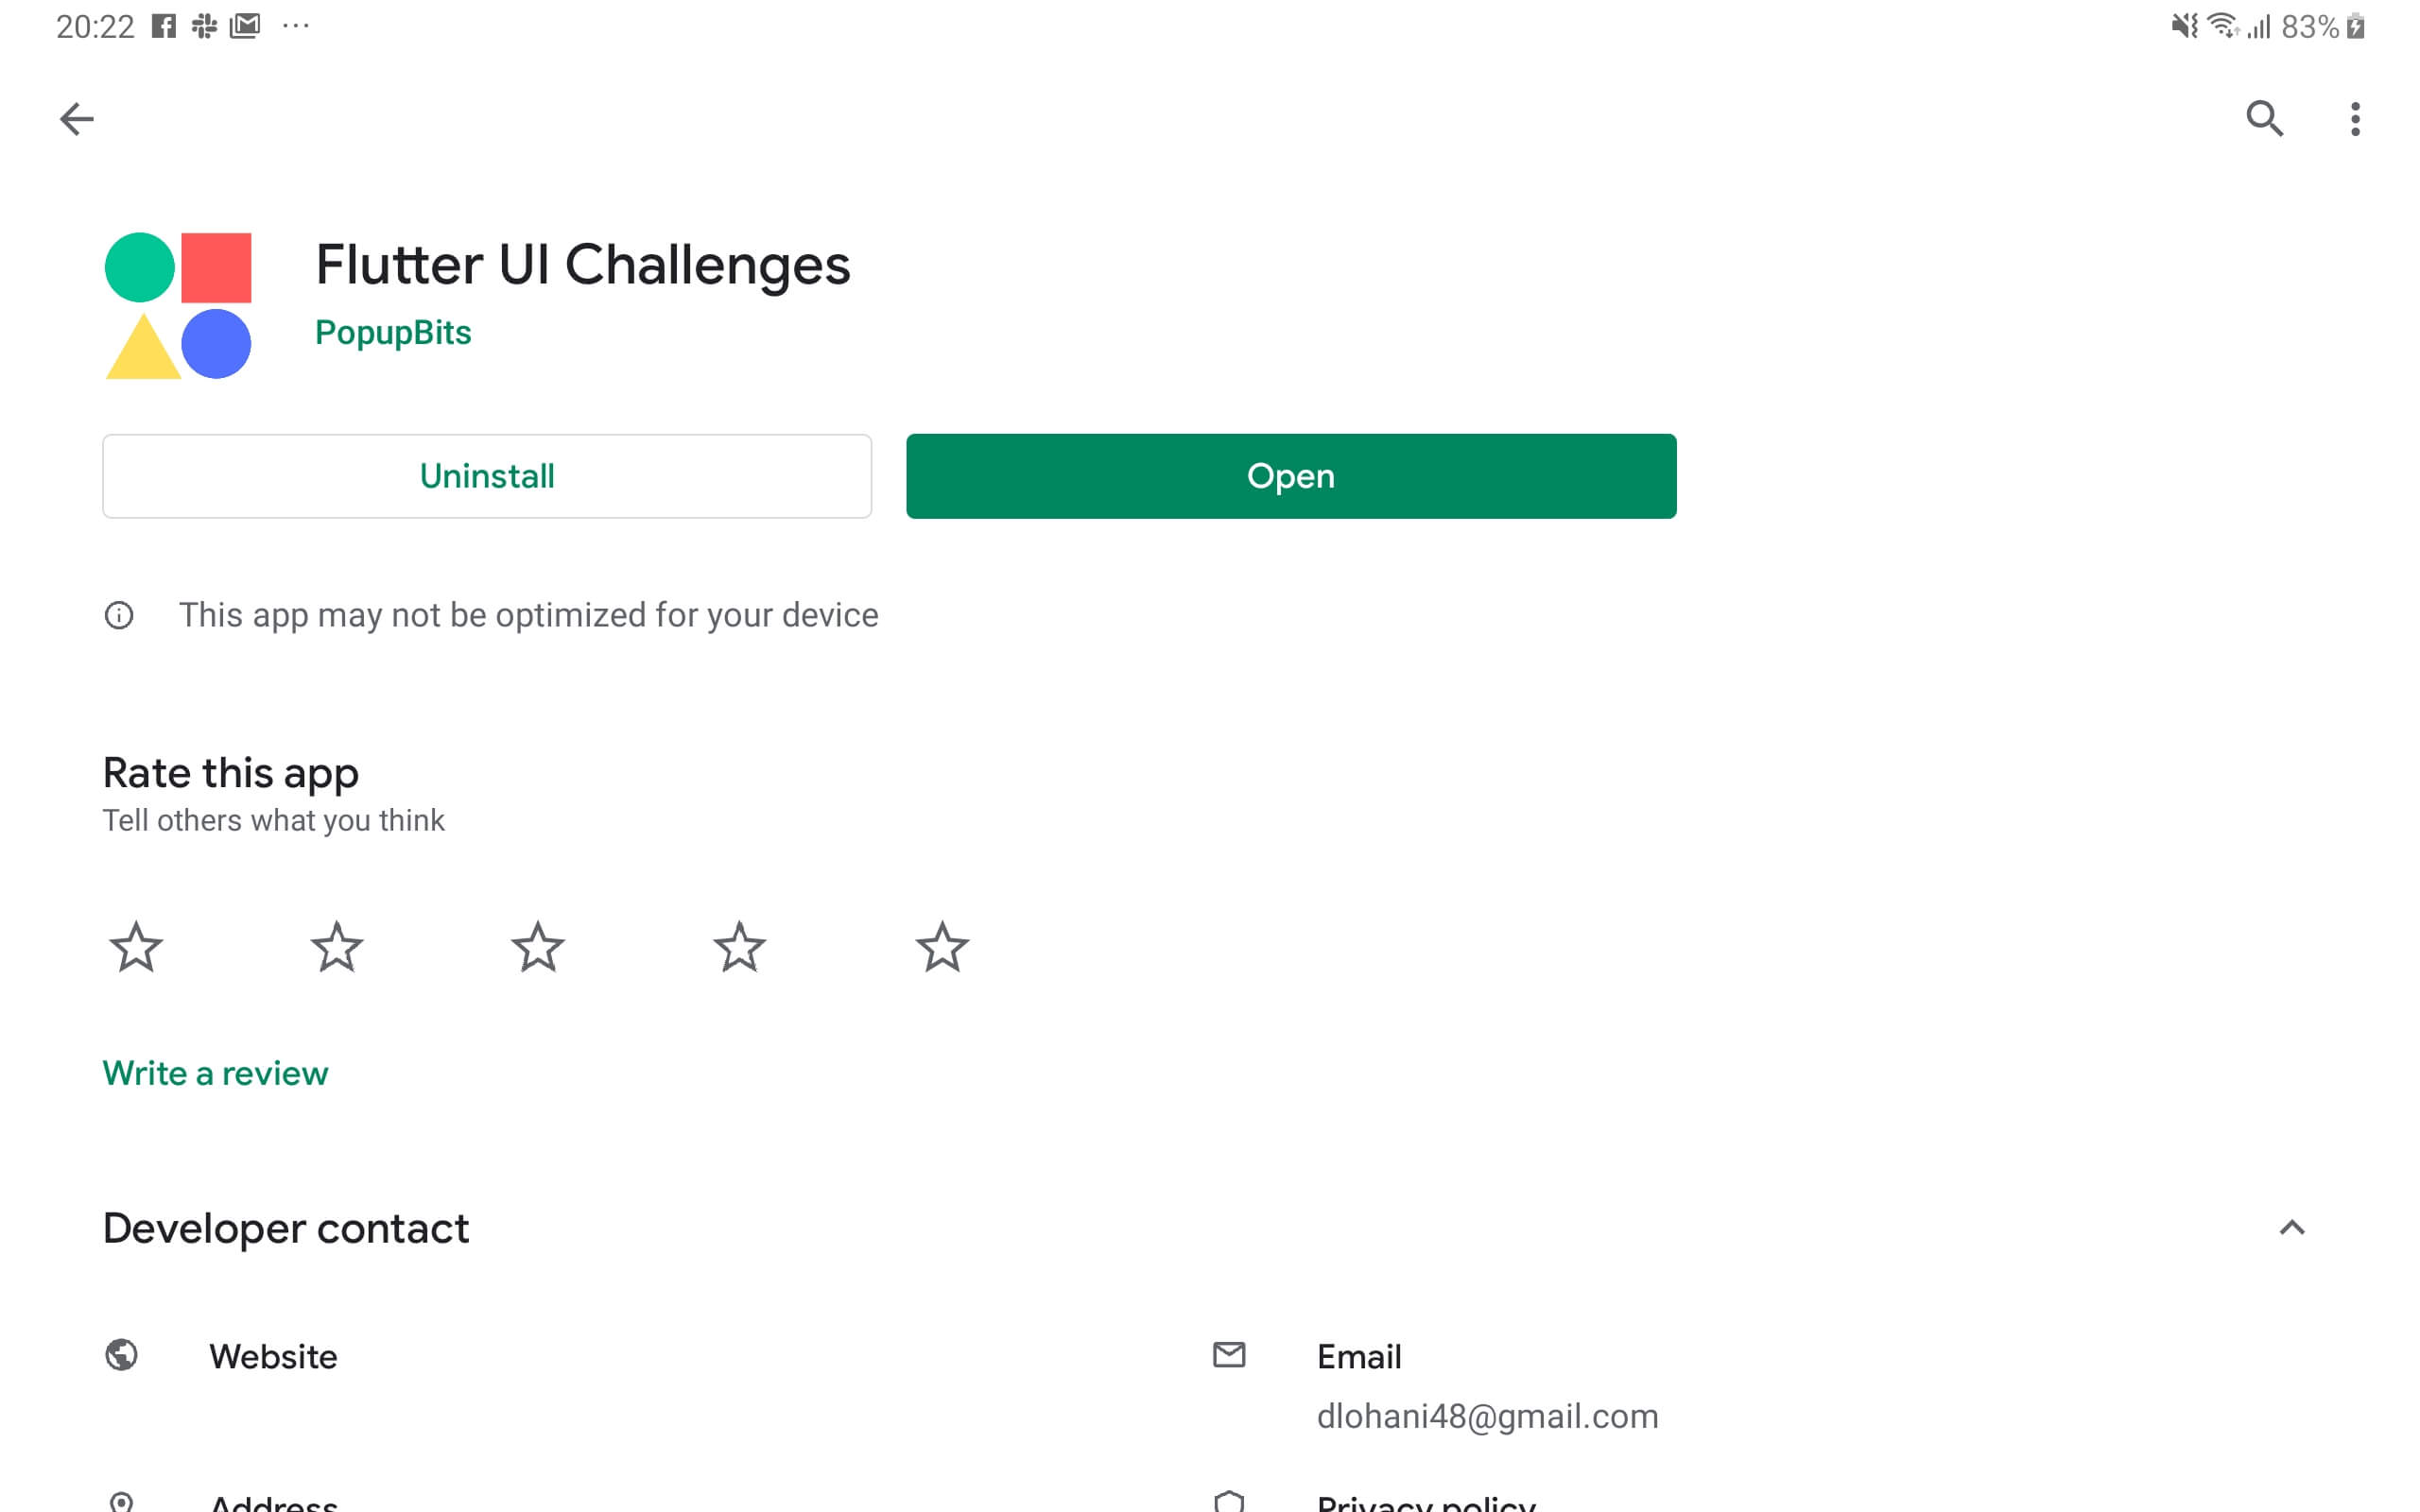 20:22
83%
Flutter UI Challenges
PopupBits
Uninstall
Open
This app may not be optimized for your device
Rate this app
Tell others what you think
Write a review
Developer contact
Website
Email
dlohani48@gmail.com
Address
Privacy policy